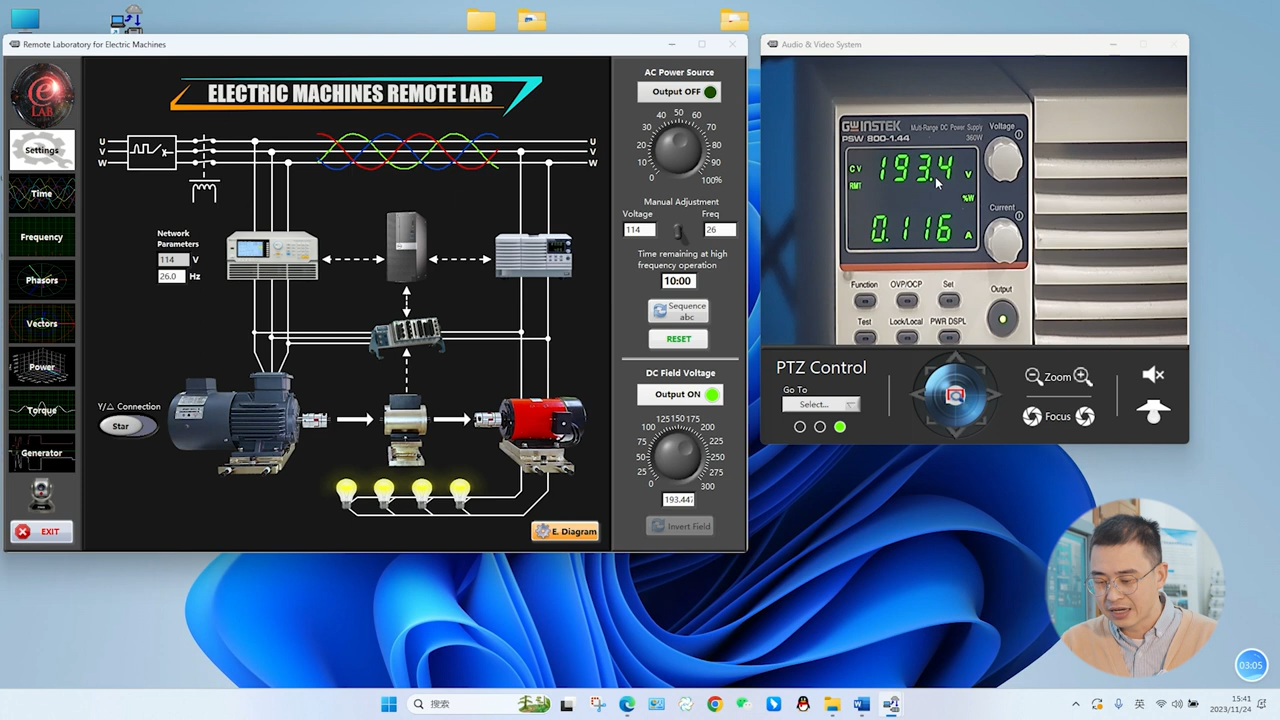 Remote Laboratory for Electric Machines
e
LAB
ELECTRIC MACHINES REMOTE LAB
Settings
Time
Frequency
Phasors
Vectors
Power
Torque
Generator
EXIT
U
V
W
U
V
W
Network
Parameters
114 V
26.0 Hz
Y/△ Connection
Star
E. Diagram
AC Power Source
Output OFF
0
10
20
30
40
50
60
70
80
90
100%
Manual Adjustment
Voltage
Freq
114
26
Time remaining at high
frequency operation
10:00
Sequence
abc
RESET
DC Field Voltage
Output ON
0
25
50
75
100
125
150
175
200
225
250
275
300
193.447
Invert Field
Audio & Video System
GWINSTEK Multi-Range DC Power Supply
PSW 800-1.44 360W
CV
RMT
193.4 V
%W
0.116 A
Voltage
Current
Function
OVP/OCP
Set
Output
Test
Lock/Local
PWR DSPL
PTZ Control
Go To
Select...
Zoom
Focus
03:05
搜索
英
15:41
2023/11/24